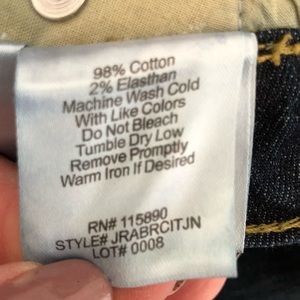 98% Cotton
2% Elasthan
Machine Wash Cold
With Like Colors
Do Not Bleach
Tumble Dry Low
Remove Promptly
Warm Iron If Desired
RN# 115890
STYLE# JRABRCITJN
LOT# 0008